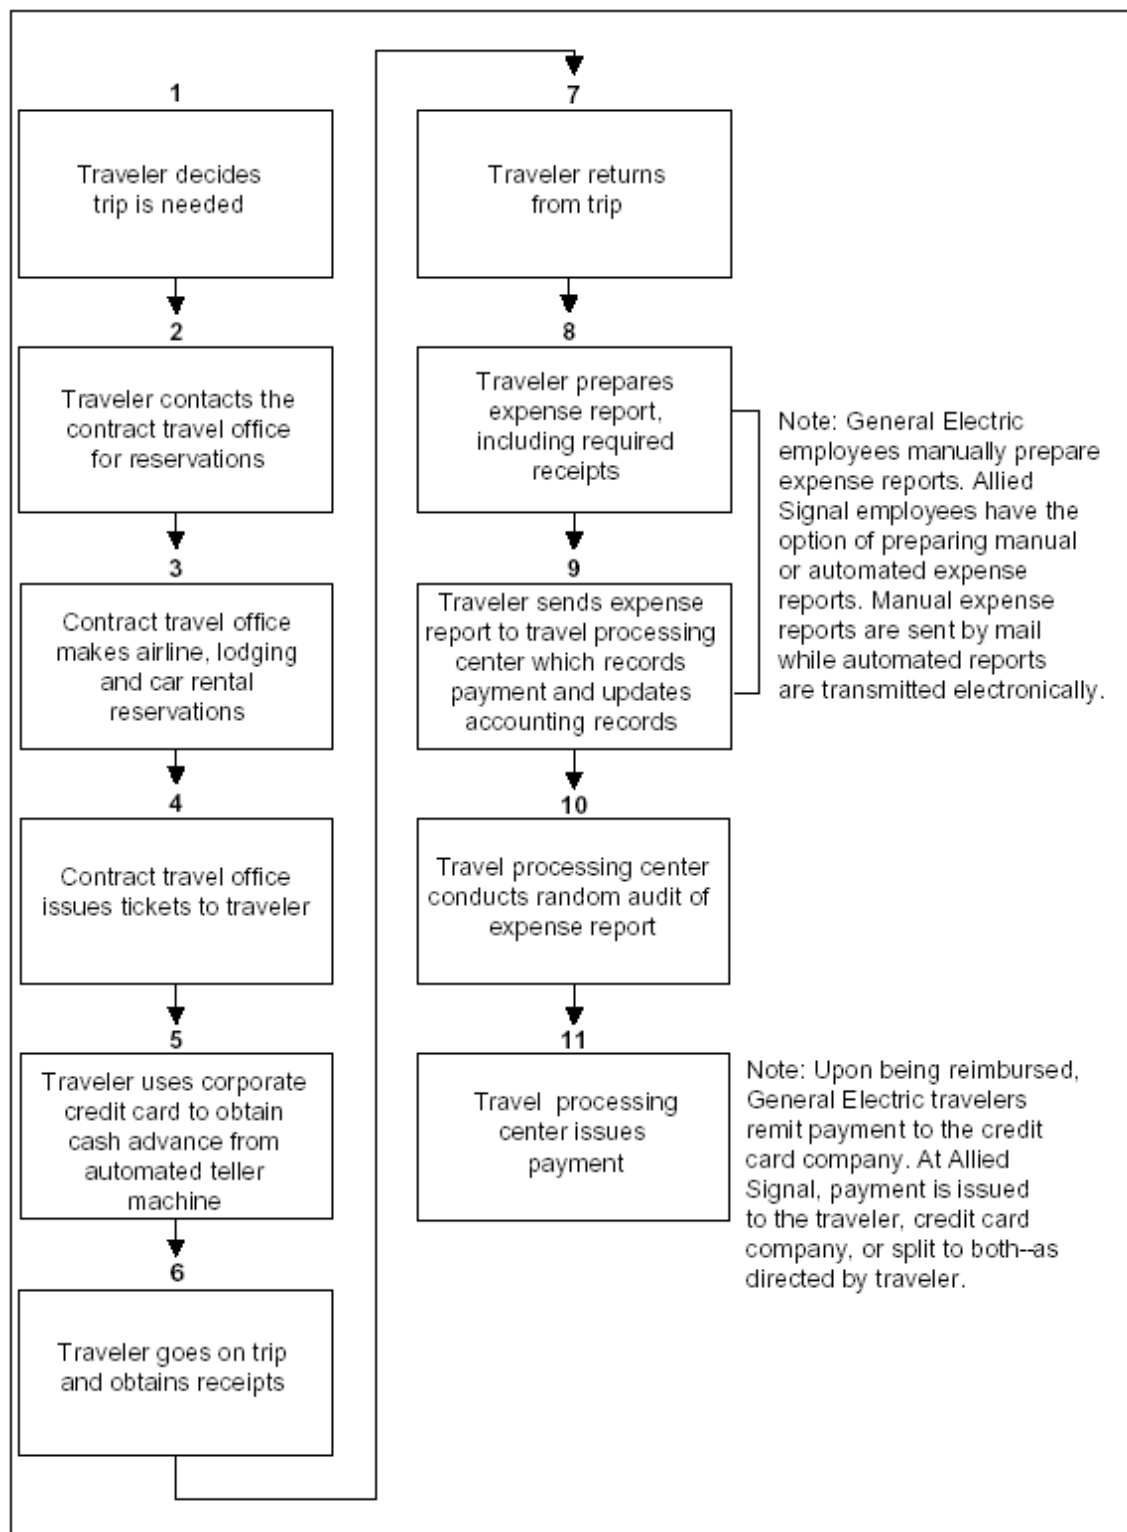 1
Traveler decides
trip is needed
2
Traveler contacts the
contract travel office
for reservations
3
Contract travel office
makes airline, lodging
and car rental
reservations
4
Contract travel office
issues tickets to traveler
5
Traveler uses corporate
credit card to obtain
cash advance from
automated teller
machine
6
Traveler goes on trip
and obtains receipts
7
Traveler returns
from trip
8
Traveler prepares
expense report,
including required
receipts
9
Traveler sends expense
report to travel processing
center which records
payment and updates
accounting records
Note: General Electric
employees manually prepare
expense reports. Allied
Signal employees have the
option of preparing manual
or automated expense
reports. Manual expense
reports are sent by mail
while automated reports
are transmitted electronically.
10
Travel processing center
conducts random audit of
expense report
11
Travel processing
center issues
payment
Note: Upon being reimbursed,
General Electric travelers
remit payment to the credit
card company. At Allied
Signal, payment is issued
to the traveler, credit card
company, or split to both--as
directed by traveler.